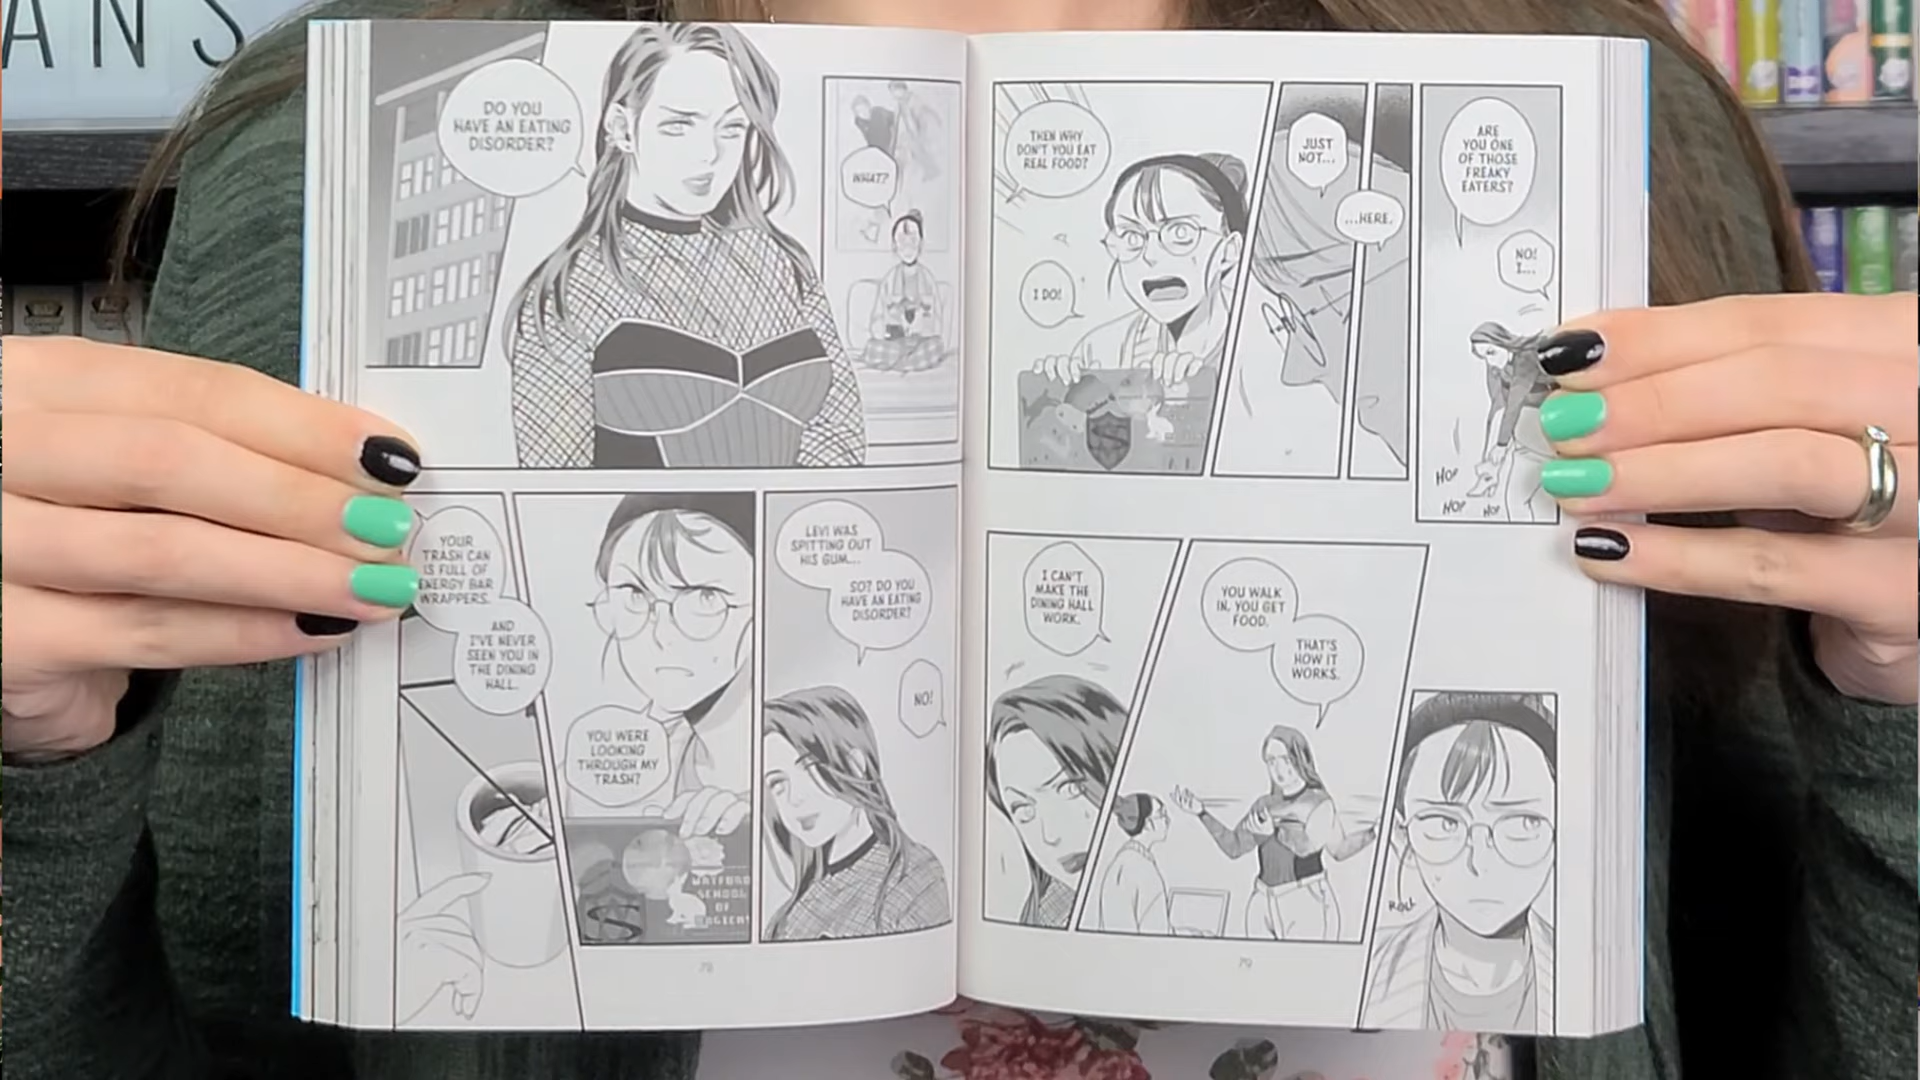 ANS
DO YOU
HAVE AN EATING
DISORDER?
WHAT?
YOUR
TRASH CAN
IS FULL OF
ENERGY BAR
WRAPPERS.
AND
I'VE NEVER
SEEN YOU IN
THE DINING
HALL.
YOU WERE
LOOKING
THROUGH MY
TRASH?
WATFORD
SCHOOL
OF
MAGICKS
S
LEVI WAS
SPITTING OUT
HIS GUM...
SO? DO YOU
HAVE AN EATING
DISORDER?
NO!
78
THEN WHY
DON'T YOU EAT
REAL FOOD?
I DO!
S
JUST
NOT...
...HERE.
ARE
YOU ONE
OF THOSE
FREAKY
EATERS?
NO!
I...
HOP
HOP
HOP
I CAN'T
MAKE THE
DINING HALL
WORK.
YOU WALK
IN, YOU GET
FOOD.
THAT'S
HOW IT
WORKS.
79